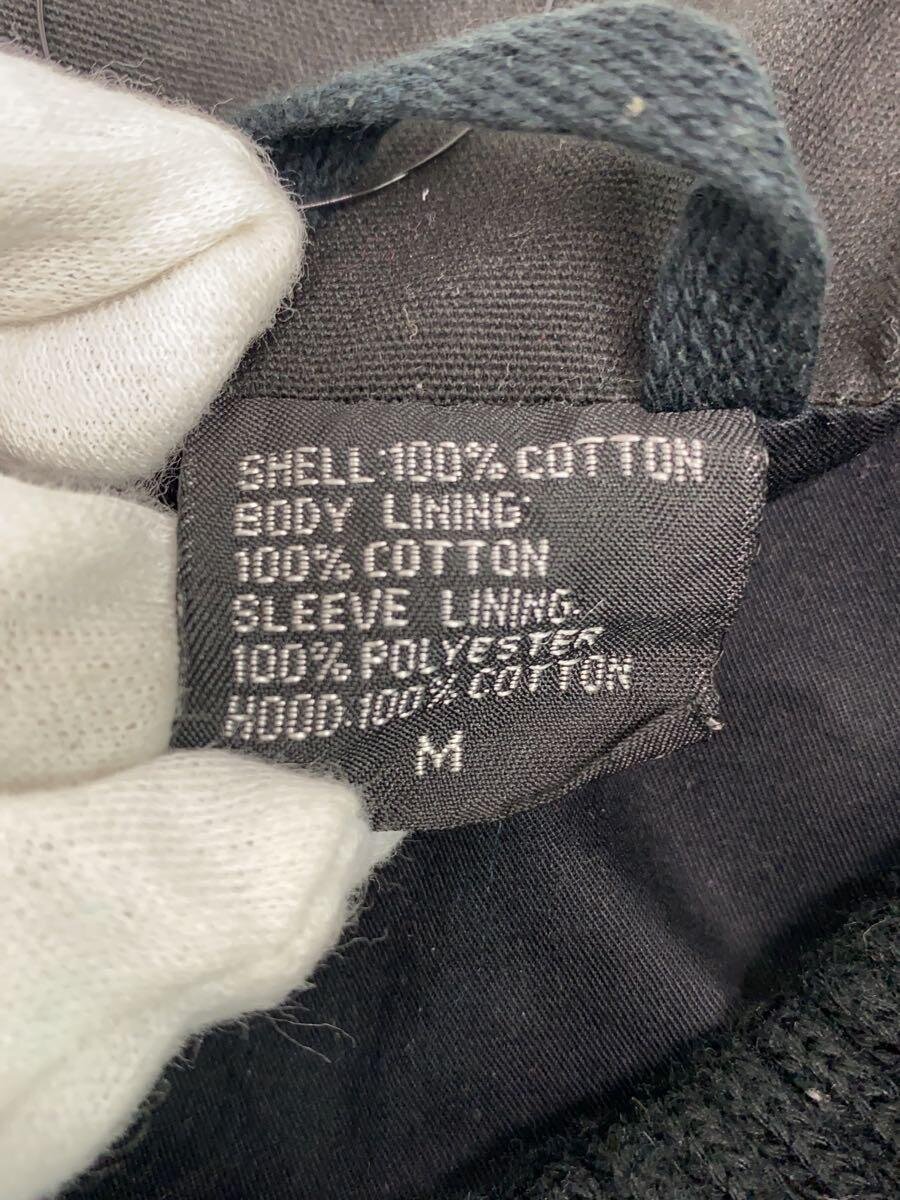 SHELL:100% COTTON
BODY LINING:
100% COTTON
SLEEVE LINING:
100% POLYESTER
HOOD:100% COTTON
M